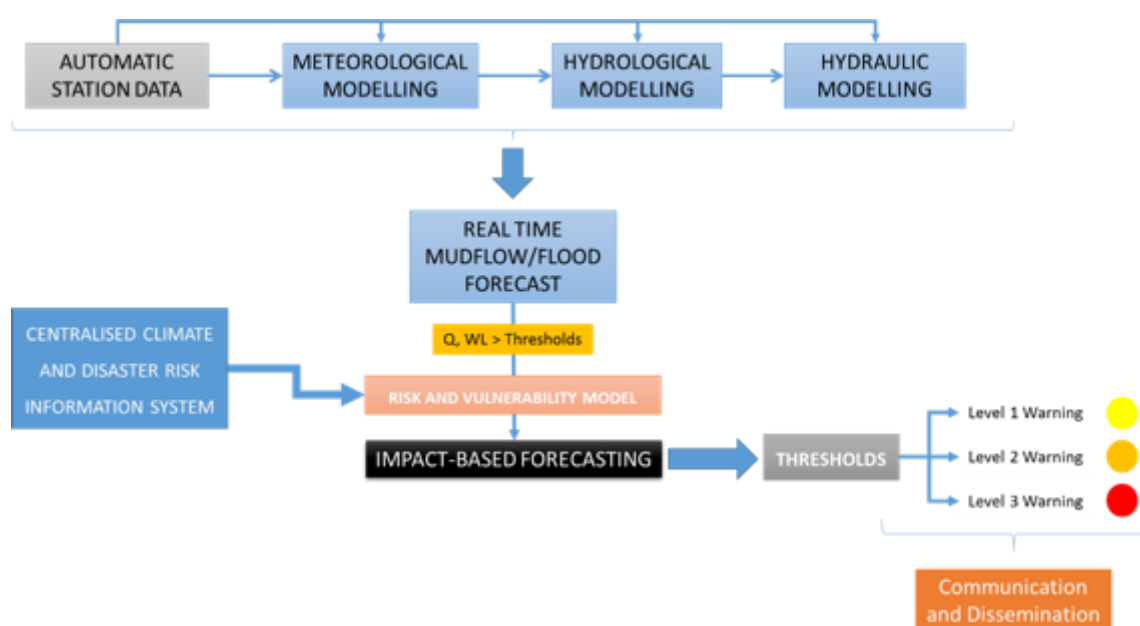 AUTOMATIC
STATION DATA
METEOROLOGICAL
MODELLING
HYDROLOGICAL
MODELLING
HYDRAULIC
MODELLING
REAL TIME
MUDFLOW/FLOOD
FORECAST
Q, WL > Thresholds
CENTRALISED CLIMATE
AND DISASTER RISK
INFORMATION SYSTEM
RISK AND VULNERABILITY MODEL
IMPACT-BASED FORECASTING
THRESHOLDS
Level 1 Warning
Level 2 Warning
Level 3 Warning
Communication
and Dissemination